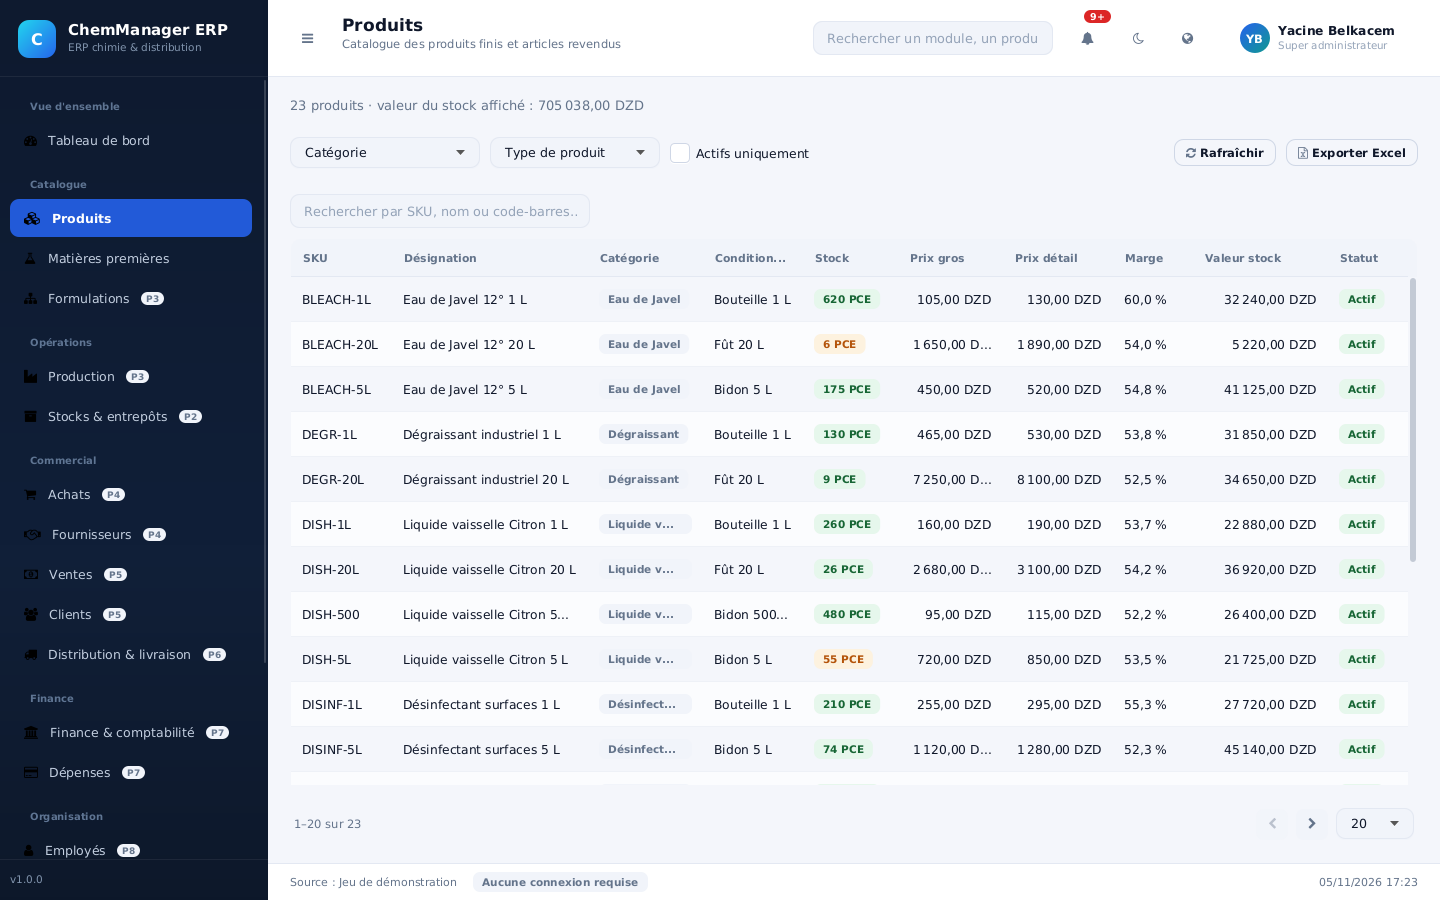 C
ChemManager ERP
ERP chimie & distribution
Vue d'ensemble
Tableau de bord
Catalogue
Produits
Matières premières
Formulations P3
Opérations
Production P3
Stocks & entrepôts P2
Commercial
Achats P4
Fournisseurs P4
Ventes P5
Clients P5
Distribution & livraison P6
Finance
Finance & comptabilité P7
Dépenses P7
Organisation
Employés P8
v1.0.0
Produits
Catalogue des produits finis et articles revendus
Rechercher un module, un produ
9+
YB
Yacine Belkacem
Super administrateur
23 produits · valeur du stock affiché : 705 038,00 DZD
Catégorie Type de produit Actifs uniquement Rafraîchir Exporter Excel
Rechercher par SKU, nom ou code-barres..
SKU Désignation Catégorie Condition... Stock Prix gros Prix détail Marge Valeur stock Statut
BLEACH-1L Eau de Javel 12° 1 L Eau de Javel Bouteille 1 L 620 PCE 105,00 DZD 130,00 DZD 60,0 % 32 240,00 DZD Actif
BLEACH-20L Eau de Javel 12° 20 L Eau de Javel Fût 20 L 6 PCE 1 650,00 D... 1 890,00 DZD 54,0 % 5 220,00 DZD Actif
BLEACH-5L Eau de Javel 12° 5 L Eau de Javel Bidon 5 L 175 PCE 450,00 DZD 520,00 DZD 54,8 % 41 125,00 DZD Actif
DEGR-1L Dégraissant industriel 1 L Dégraissant Bouteille 1 L 130 PCE 465,00 DZD 530,00 DZD 53,8 % 31 850,00 DZD Actif
DEGR-20L Dégraissant industriel 20 L Dégraissant Fût 20 L 9 PCE 7 250,00 D... 8 100,00 DZD 52,5 % 34 650,00 DZD Actif
DISH-1L Liquide vaisselle Citron 1 L Liquide v... Bouteille 1 L 260 PCE 160,00 DZD 190,00 DZD 53,7 % 22 880,00 DZD Actif
DISH-20L Liquide vaisselle Citron 20 L Liquide v... Fût 20 L 26 PCE 2 680,00 D... 3 100,00 DZD 54,2 % 36 920,00 DZD Actif
DISH-500 Liquide vaisselle Citron 5... Liquide v... Bidon 500... 480 PCE 95,00 DZD 115,00 DZD 52,2 % 26 400,00 DZD Actif
DISH-5L Liquide vaisselle Citron 5 L Liquide v... Bidon 5 L 55 PCE 720,00 DZD 850,00 DZD 53,5 % 21 725,00 DZD Actif
DISINF-1L Désinfectant surfaces 1 L Désinfect... Bouteille 1 L 210 PCE 255,00 DZD 295,00 DZD 55,3 % 27 720,00 DZD Actif
DISINF-5L Désinfectant surfaces 5 L Désinfect... Bidon 5 L 74 PCE 1 120,00 D... 1 280,00 DZD 52,3 % 45 140,00 DZD Actif
1–20 sur 23
20
Source : Jeu de démonstration Aucune connexion requise
05/11/2026 17:23